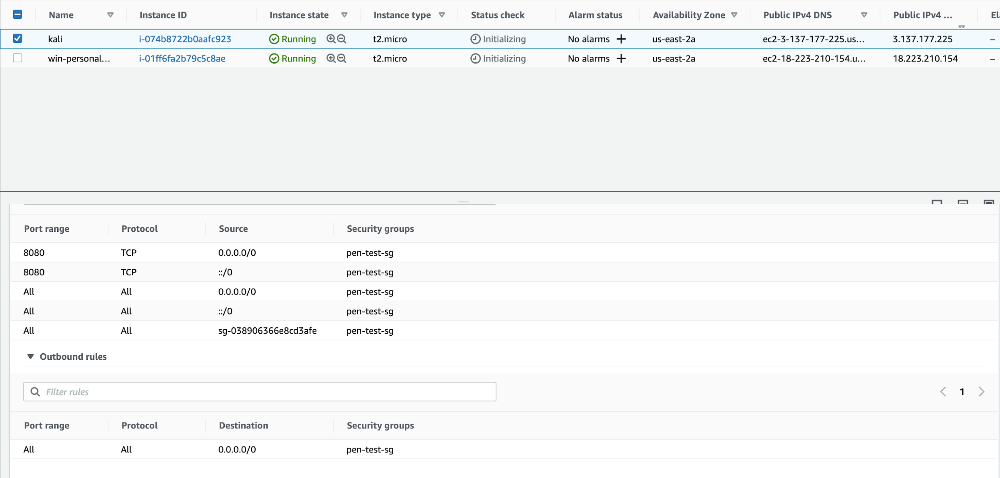 Name Instance ID Instance state Instance type Status check Alarm status Availability Zone Public IPv4 DNS Public IPv4 ... Ela
kali i-074b8722b0aafc923 Running t2.micro Initializing No alarms + us-east-2a ec2-3-137-177-225.us... 3.137.177.225 –
win-personal... i-01ff6fa2b79c5c8ae Running t2.micro Initializing No alarms + us-east-2a ec2-18-223-210-154.u... 18.223.210.154 –
Port range Protocol Source Security groups
8080 TCP 0.0.0.0/0 pen-test-sg
8080 TCP ::/0 pen-test-sg
All All 0.0.0.0/0 pen-test-sg
All All ::/0 pen-test-sg
All All sg-038906366e8cd3afe pen-test-sg
Outbound rules
Filter rules 1
Port range Protocol Destination Security groups
All All 0.0.0.0/0 pen-test-sg